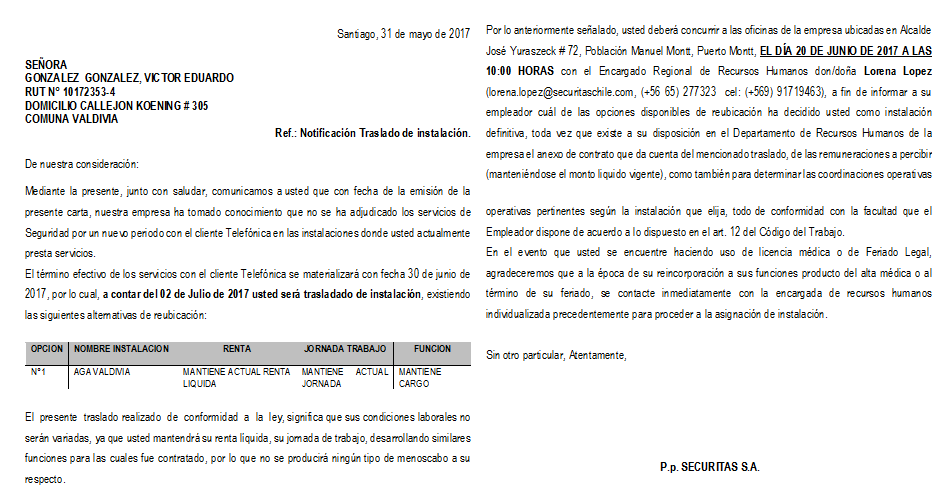 Santiago, 31 de mayo de 2017
SEÑORA
GONZALEZ GONZALEZ, VICTOR EDUARDO
RUT Nº 10172353-4
DOMICILIO CALLEJON KOENING # 305
COMUNA VALDIVIA
Ref.: Notificación Traslado de instalación.
De nuestra consideración:
Mediante la presente, junto con saludar, comunicamos a usted que con fecha de la emisión de la
presente carta, nuestra empresa ha tomado conocimiento que no se ha adjudicado los servicios de
Seguridad por un nuevo periodo con el cliente Telefónica en las instalaciones donde usted actualmente
presta servicios.
El término efectivo de los servicios con el cliente Telefónica se materializará con fecha 30 de junio de
2017, por lo cual, a contar del 02 de Julio de 2017 usted será trasladado de instalación, existiendo
las siguientes alternativas de reubicación:
OPCION NOMBRE INSTALACION RENTA JORNADA TRABAJO FUNCION
Nº1 AGA VALDIVIA MANTIENE ACTUAL RENTA MANTIENE ACTUAL MANTIENE
LIQUIDA JORNADA CARGO
El presente traslado realizado de conformidad a la ley, significa que sus condiciones laborales no
serán variadas, ya que usted mantendrá su renta líquida, su jornada de trabajo, desarrollando similares
funciones para las cuales fue contratado, por lo que no se producirá ningún tipo de menoscabo a su
respecto.
Por lo anteriormente señalado, usted deberá concurrir a las oficinas de la empresa ubicadas en Alcalde
José Yuraszeck # 72, Población Manuel Montt, Puerto Montt, EL DÍA 20 DE JUNIO DE 2017 A LAS
10:00 HORAS con el Encargado Regional de Recursos Humanos don/doña Lorena Lopez
(lorena.lopez@securitaschile.com, (+56 65) 277323 cel: (+569) 91719463), a fin de informar a su
empleador cuál de las opciones disponibles de reubicación ha decidido usted como instalación
definitiva, toda vez que existe a su disposición en el Departamento de Recursos Humanos de la
empresa el anexo de contrato que da cuenta del mencionado traslado, de las remuneraciones a percibir
(manteniéndose el monto liquido vigente), como también para determinar las coordinaciones operativas
operativas pertinentes según la instalación que elija, todo de conformidad con la facultad que el
Empleador dispone de acuerdo a lo dispuesto en el art. 12 del Código del Trabajo.
En el evento que usted se encuentre haciendo uso de licencia médica o de Feriado Legal,
agradeceremos que a la época de su reincorporación a sus funciones producto del alta médica o al
término de su feriado, se contacte inmediatamente con la encargada de recursos humanos
individualizada precedentemente para proceder a la asignación de instalación.
Sin otro particular, Atentamente,
P.p. SECURITAS S.A.